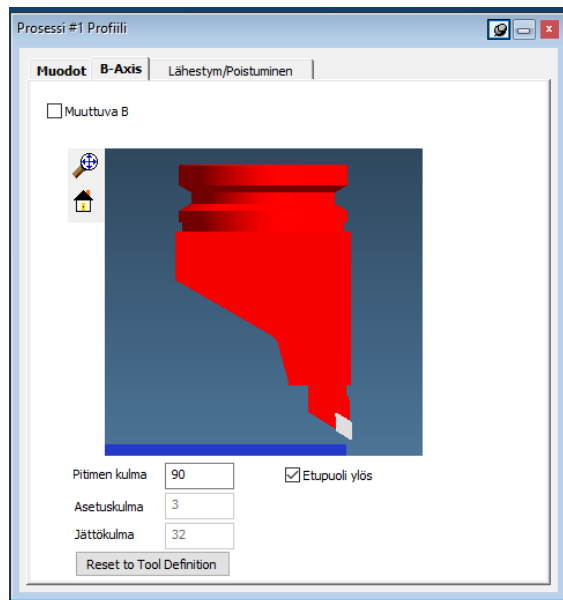 Prosessi #1 Profiili
Muodot B-Axis Lähestym/Poistuminen
Muuttuva B
Pitimen kulma 90 Etupuoli ylös
Asetuskulma 3
Jättökulma 32
Reset to Tool Definition